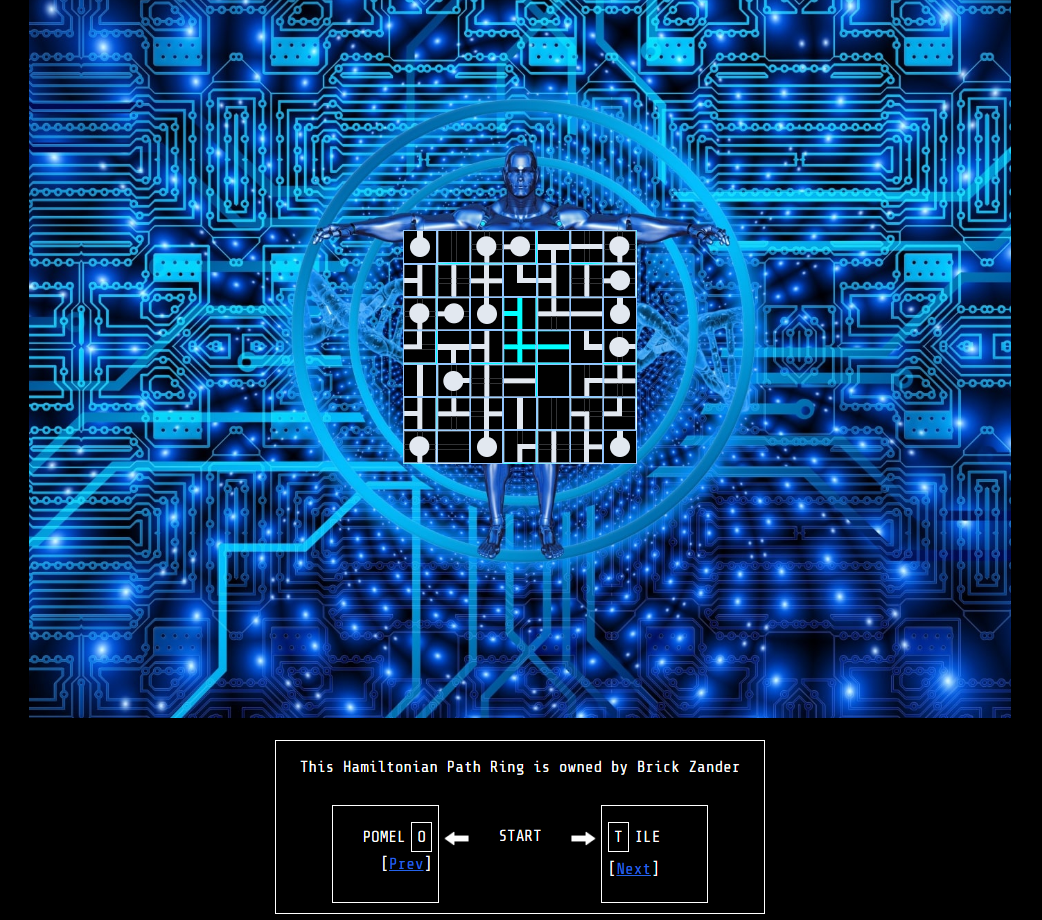 This Hamiltonian Path Ring is owned by Brick Zander
POMEL O START T ILE
[Prev] [Next]